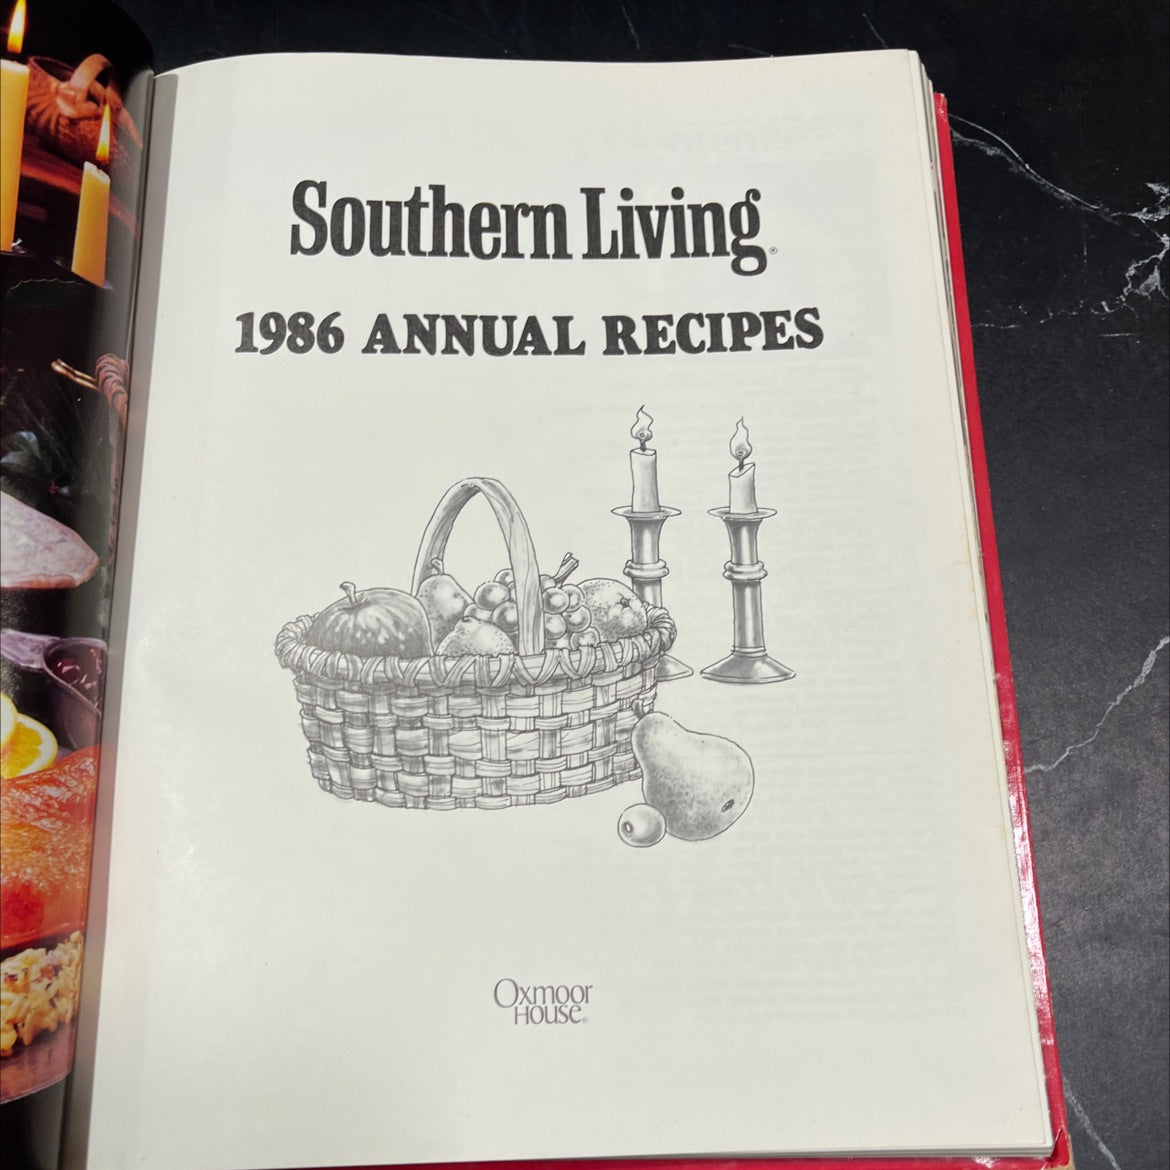 Southern Living®
1986 ANNUAL RECIPES
Oxmoor
House®